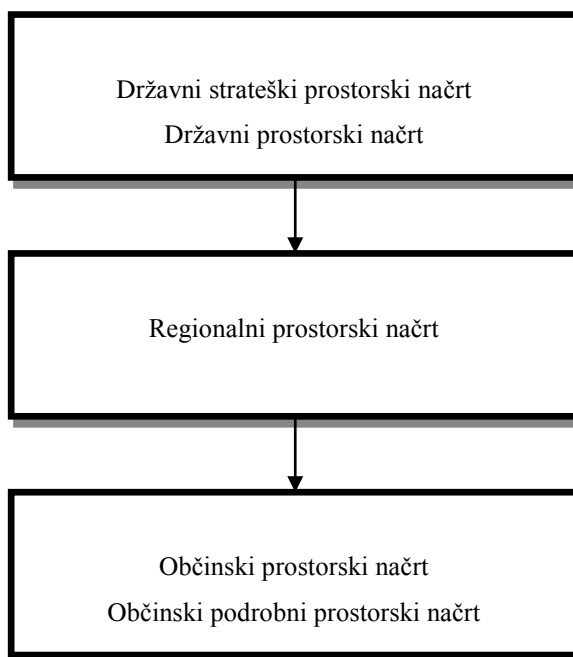 Državni strateški prostorski načrt
Državni prostorski načrt
Regionalni prostorski načrt
Občinski prostorski načrt
Občinski podrobni prostorski načrt